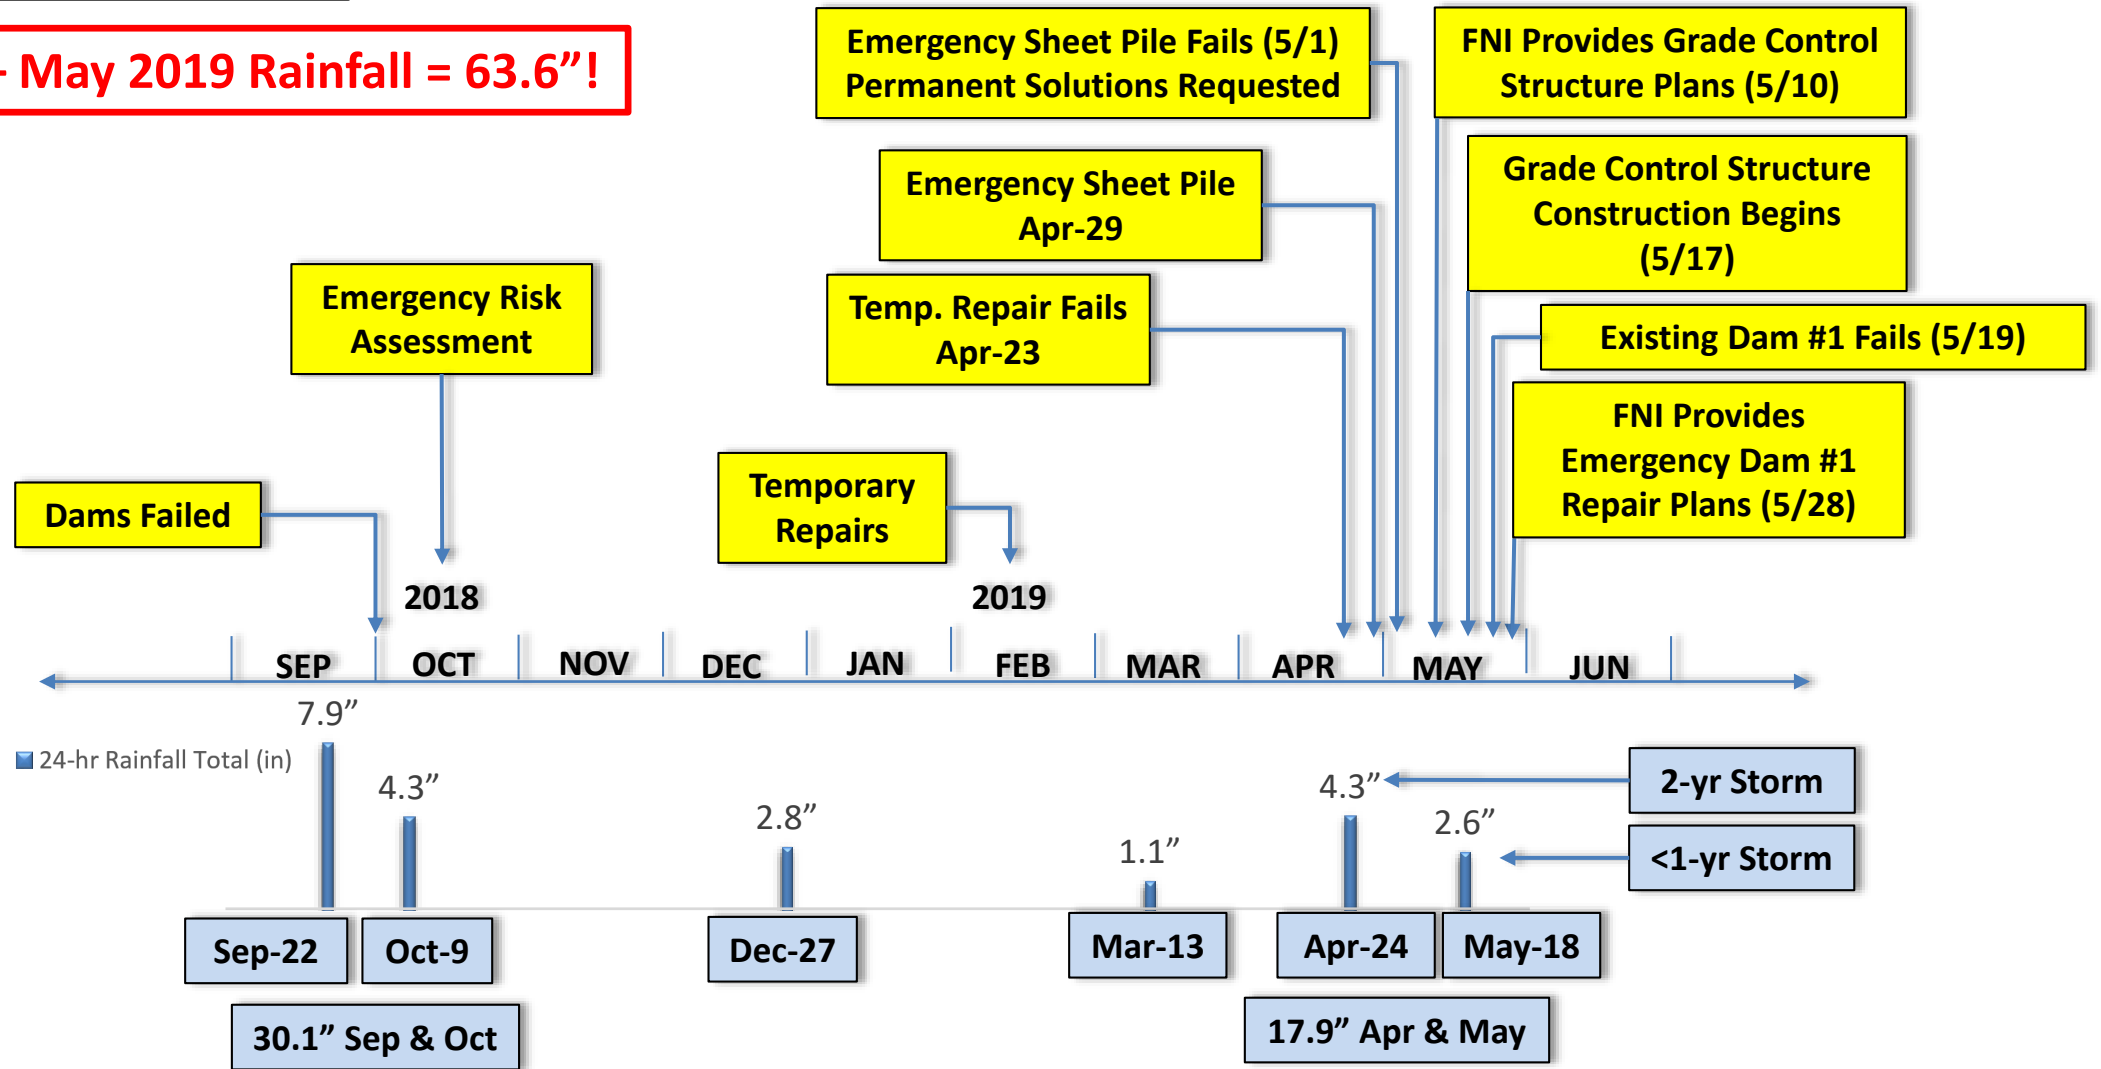 - May 2019 Rainfall = 63.6”!
Emergency Sheet Pile Fails (5/1)
Permanent Solutions Requested
FNI Provides Grade Control
Structure Plans (5/10)
Emergency Sheet Pile
Apr-29
Grade Control Structure
Construction Begins
(5/17)
Emergency Risk
Assessment
Temp. Repair Fails
Apr-23
Existing Dam #1 Fails (5/19)
FNI Provides
Emergency Dam #1
Repair Plans (5/28)
Dams Failed
Temporary
Repairs
2018
2019
SEP OCT NOV DEC JAN FEB MAR APR MAY JUN
7.9”
24-hr Rainfall Total (in)
4.3”
2.8”
1.1”
4.3”
2.6”
2-yr Storm
<1-yr Storm
Sep-22
Oct-9
Dec-27
Mar-13
Apr-24
May-18
30.1” Sep & Oct
17.9” Apr & May